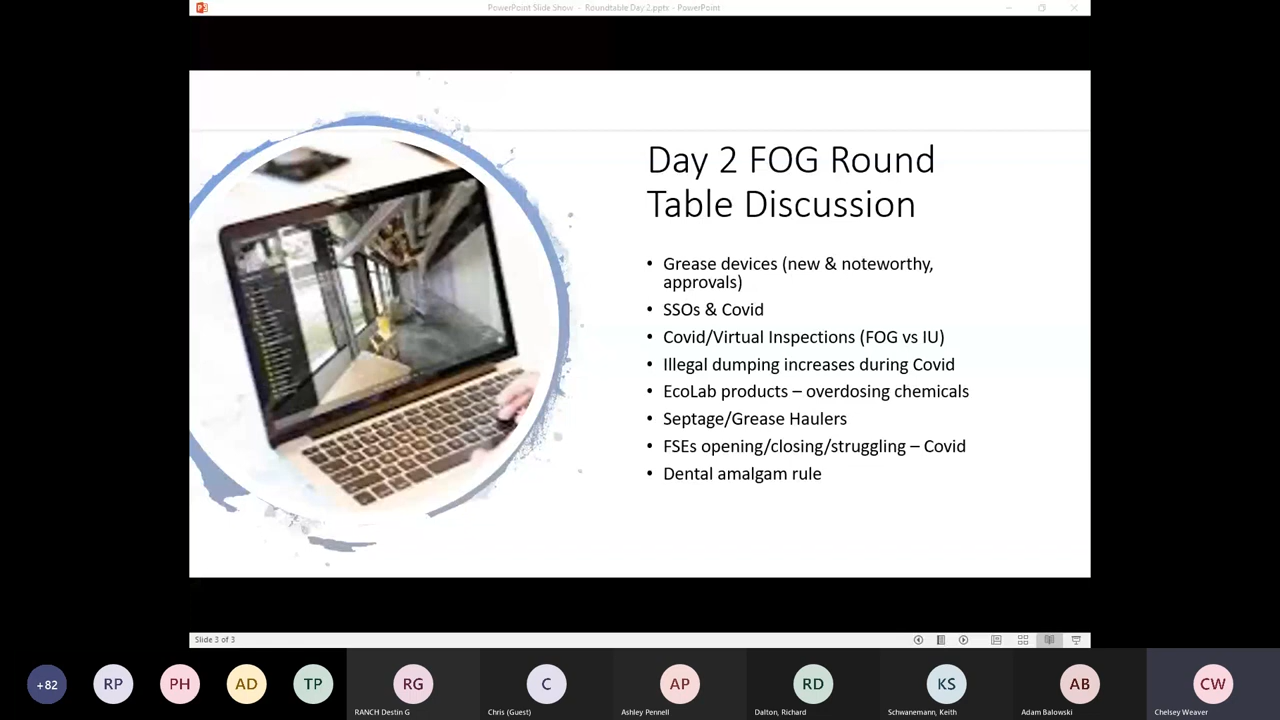 PowerPoint Slide Show - Roundtable Day 2.pptx - PowerPoint
Day 2 FOG Round
Table Discussion
• Grease devices (new & noteworthy,
approvals)
• SSOs & Covid
• Covid/Virtual Inspections (FOG vs IU)
• Illegal dumping increases during Covid
• EcoLab products – overdosing chemicals
• Septage/Grease Haulers
• FSEs opening/closing/struggling – Covid
• Dental amalgam rule
Slide 3 of 3
+82 RP PH AD TP RG C AP RD KS AB CW
RANCH Destin G Chris (Guest) Ashley Pennell Dalton, Richard Schwanemann, Keith Adam Balowski Chelsey Weaver